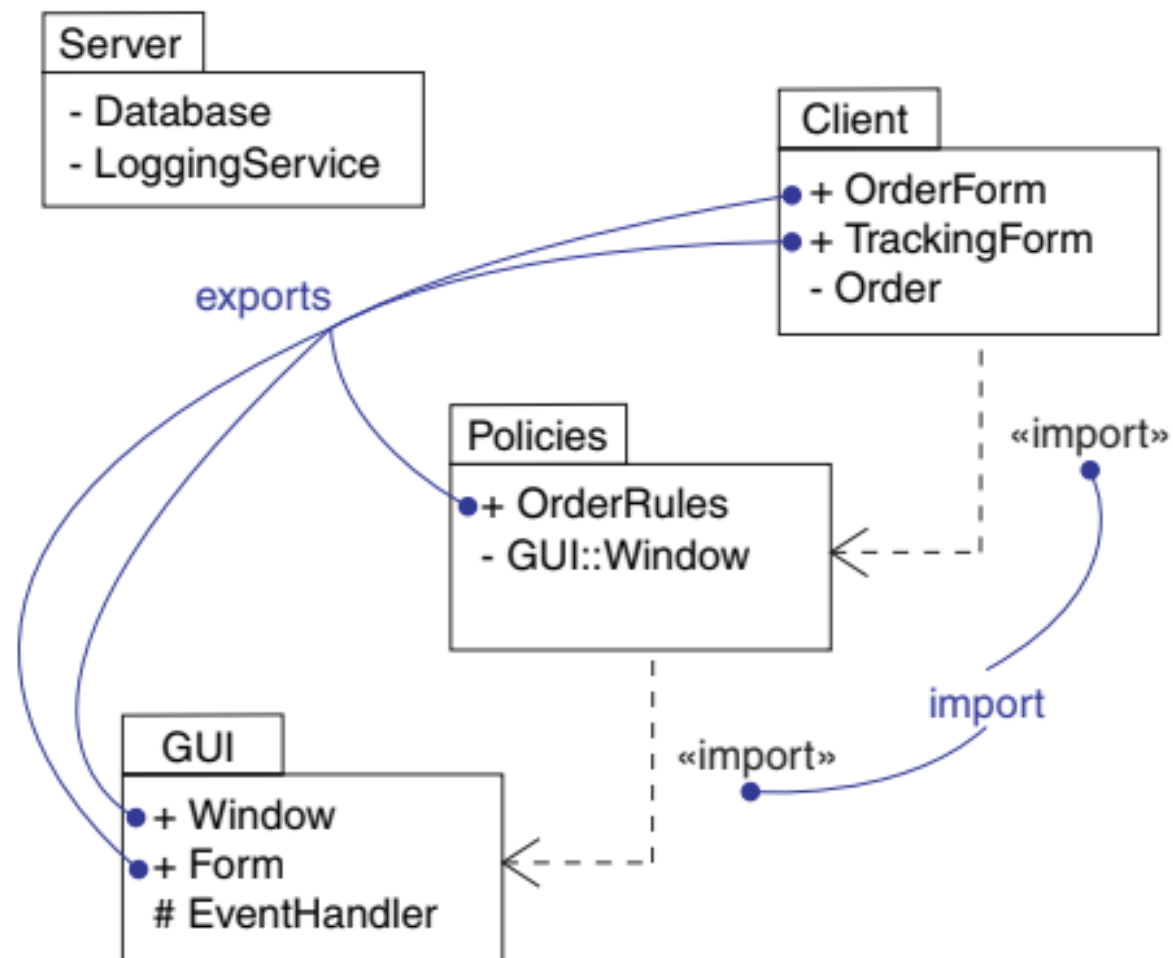 Server
- Database
- LoggingService
Client
+ OrderForm
+ TrackingForm
- Order
exports
«import»
Policies
+ OrderRules
- GUI::Window
import
«import»
GUI
+ Window
+ Form
# EventHandler